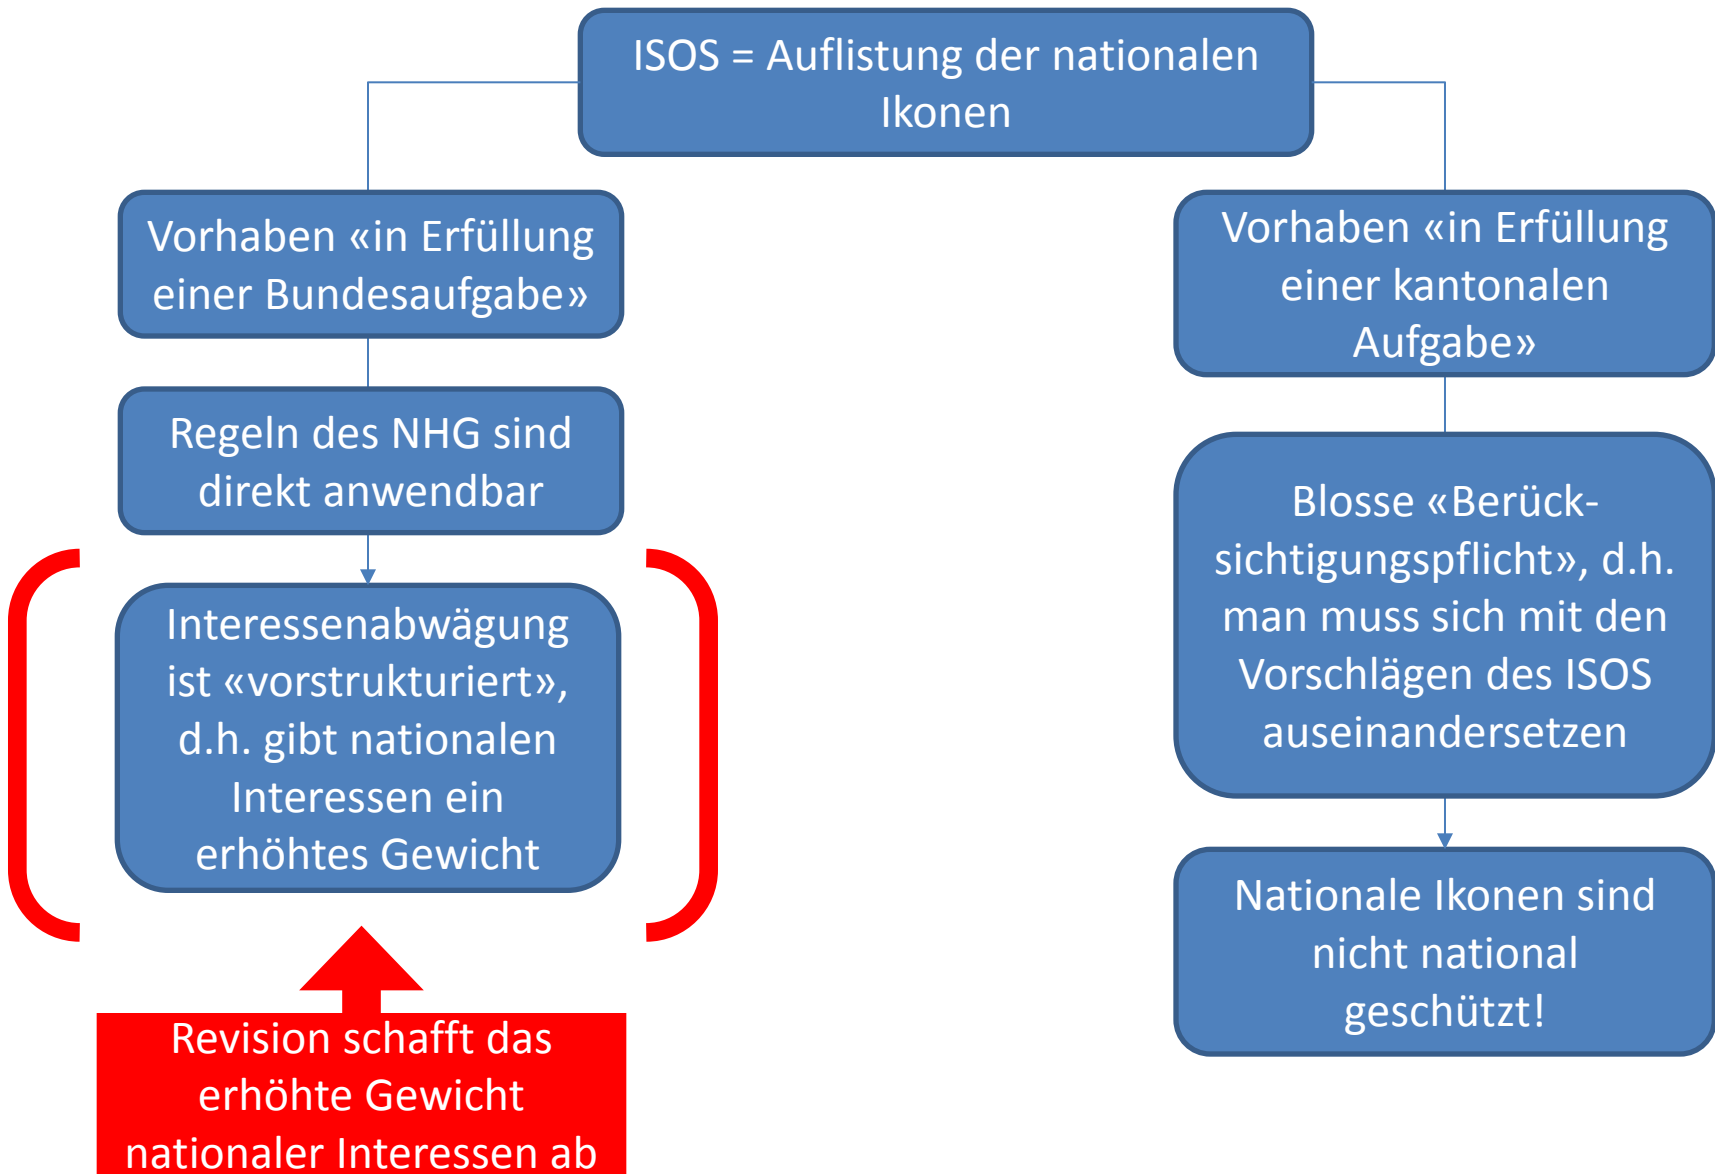 ISOS = Auflistung der nationalen
Ikonen
Vorhaben «in Erfüllung
einer Bundesaufgabe»
Regeln des NHG sind
direkt anwendbar
Interessenabwägung
ist «vorstrukturiert»,
d.h. gibt nationalen
Interessen ein
erhöhtes Gewicht
Revision schafft das
erhöhte Gewicht
nationaler Interessen ab
Vorhaben «in Erfüllung
einer kantonalen
Aufgabe»
Blosse «Berück-
sichtigungspflicht», d.h.
man muss sich mit den
Vorschlägen des ISOS
auseinandersetzen
Nationale Ikonen sind
nicht national
geschützt!